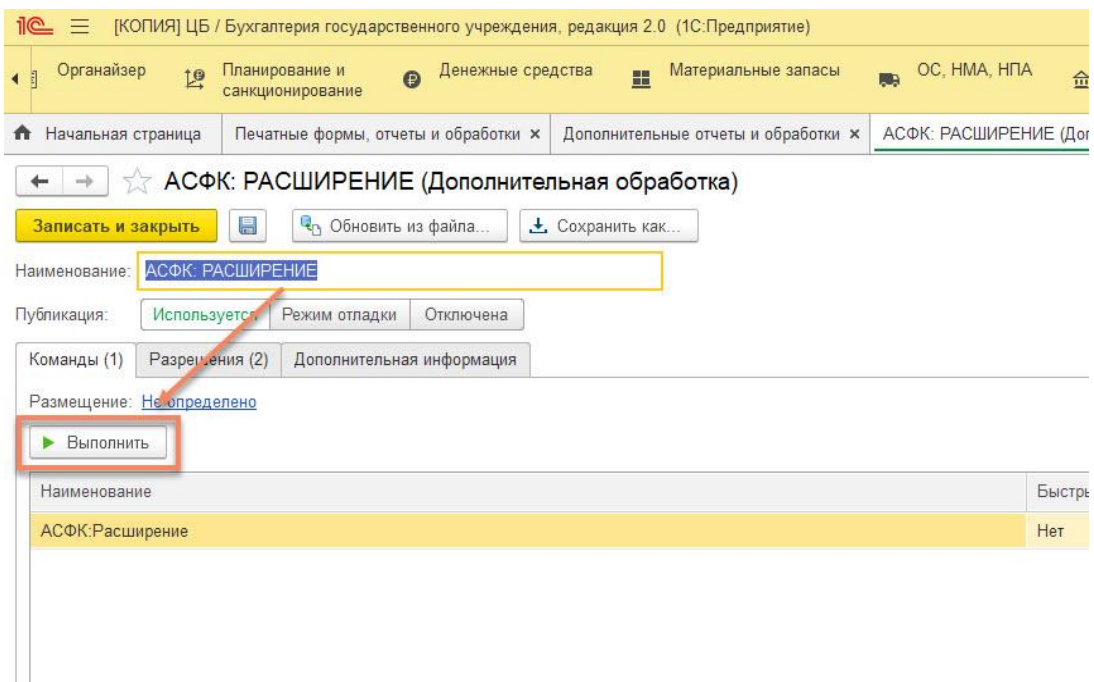 1С [КОПИЯ] ЦБ / Бухгалтерия государственного учреждения, редакция 2.0 (1С:Предприятие)
Органайзер Планирование и санкционирование Денежные средства Материальные запасы ОС, НМА, НПА
Начальная страница Печатные формы, отчеты и обработки × Дополнительные отчеты и обработки × АСФК: РАСШИРЕНИЕ (Доп
АСФК: РАСШИРЕНИЕ (Дополнительная обработка)
Записать и закрыть Обновить из файла... Сохранить как...
Наименование: АСФК: РАСШИРЕНИЕ
Публикация: Используется Режим отладки Отключена
Команды (1) Разрешения (2) Дополнительная информация
Размещение: Не определено
Выполнить
Наименование Быстры
АСФК:Расширение Нет